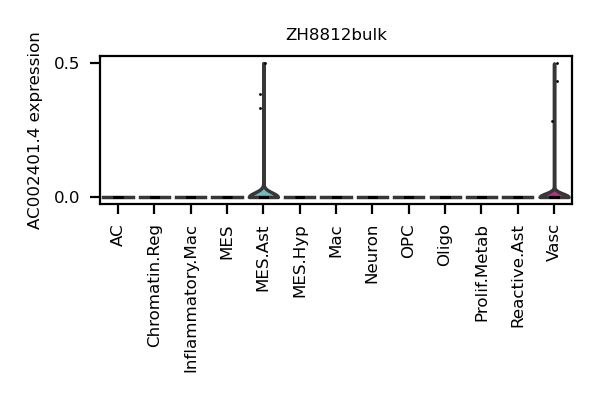 ZH8812bulk
AC002401.4 expression
0.5
0.0
AC
Chromatin.Reg
Inflammatory.Mac
MES
MES.Ast
MES.Hyp
Mac
Neuron
OPC
Oligo
Prolif.Metab
Reactive.Ast
Vasc